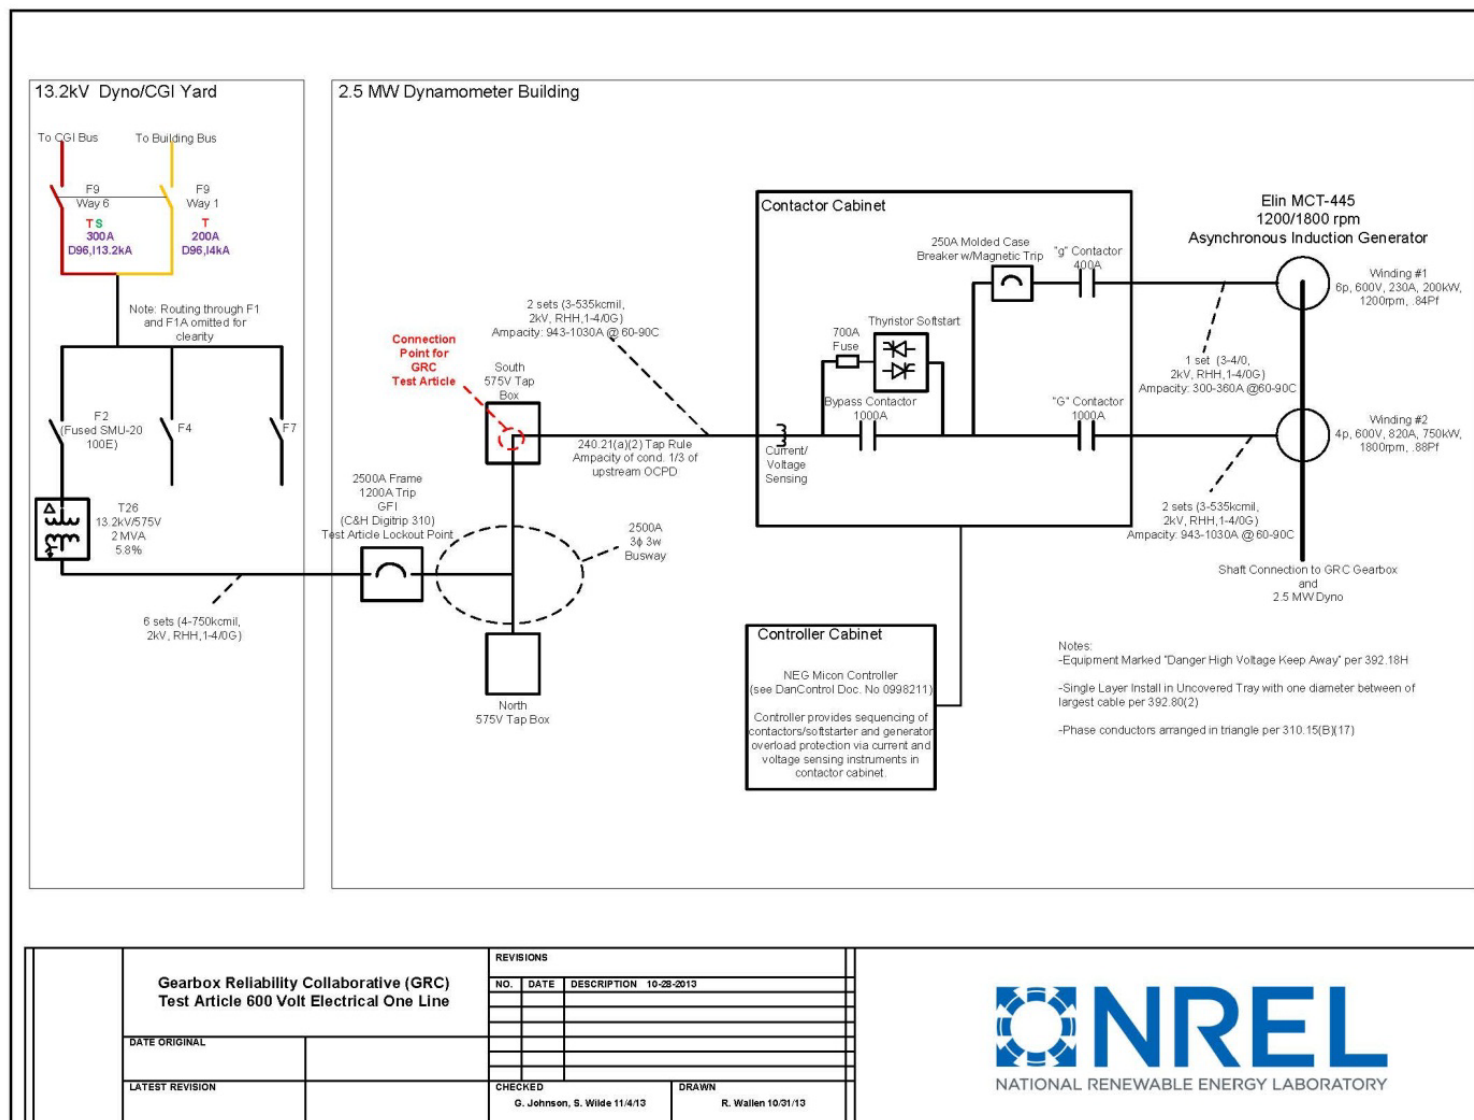 13.2kV Dyno/CGI Yard
To CGI Bus
To Building Bus
F9
Way 6
TS
300A
D96,I13.2kA
F9
Way 1
T
200A
D96,I4kA
Note: Routing through F1
and F1A omitted for
clearity
F2
(Fused SMU-20
100E)
F4
F7
T26
13.2kV/575V
2 MVA
5.8%
6 sets (4-750kcmil,
2kV, RHH,1-4/0G)
2.5 MW Dynamometer Building
2500A Frame
1200A Trip
GFI
(C&H Digitrip 310)
Test Article Lockout Point
Connection
Point for
GRC
Test Article
South
575V Tap
Box
2 sets (3-535kcmil,
2kV, RHH,1-4/0G)
Ampacity: 943-1030A @ 60-90C
240.21(a)(2) Tap Rule
Ampacity of cond. 1/3 of
upstream OCPD
2500A
3ϕ 3w
Busway
North
575V Tap Box
Contactor Cabinet
250A Molded Case
Breaker w/Magnetic Trip
"g" Contactor
400A
700A
Fuse
Thyristor Softstart
Bypass Contactor
1000A
"G" Contactor
1000A
Current/
Voltage
Sensing
Elin MCT-445
1200/1800 rpm
Asynchronous Induction Generator
Winding #1
6p, 600V, 230A, 200kW,
1200rpm, .84Pf
1 set (3-4/0,
2kV, RHH,1-4/0G)
Ampacity: 300-360A @60-90C
Winding #2
4p, 600V, 820A, 750kW,
1800rpm, .88Pf
2 sets (3-535kcmil,
2kV, RHH,1-4/0G)
Ampacity: 943-1030A @ 60-90C
Shaft Connection to GRC Gearbox
and
2.5 MW Dyno
Controller Cabinet
NEG Micon Controller
(see DanControl Doc. No 0998211)
Controller provides sequencing of
contactors/softstarter and generator
overload protection via current and
voltage sensing instruments in
contactor cabinet.
Notes:
-Equipment Marked "Danger High Voltage Keep Away" per 392.18H
-Single Layer Install in Uncovered Tray with one diameter between of
largest cable per 392.80(2)
-Phase conductors arranged in triangle per 310.15(B)(17)
Gearbox Reliability Collaborative (GRC)
Test Article 600 Volt Electrical One Line
DATE ORIGINAL
LATEST REVISION
REVISIONS
NO. DATE DESCRIPTION 10-28-2013
CHECKED
G. Johnson, S. Wilde 11/4/13
DRAWN
R. Wallen 10/31/13
NREL
NATIONAL RENEWABLE ENERGY LABORATORY